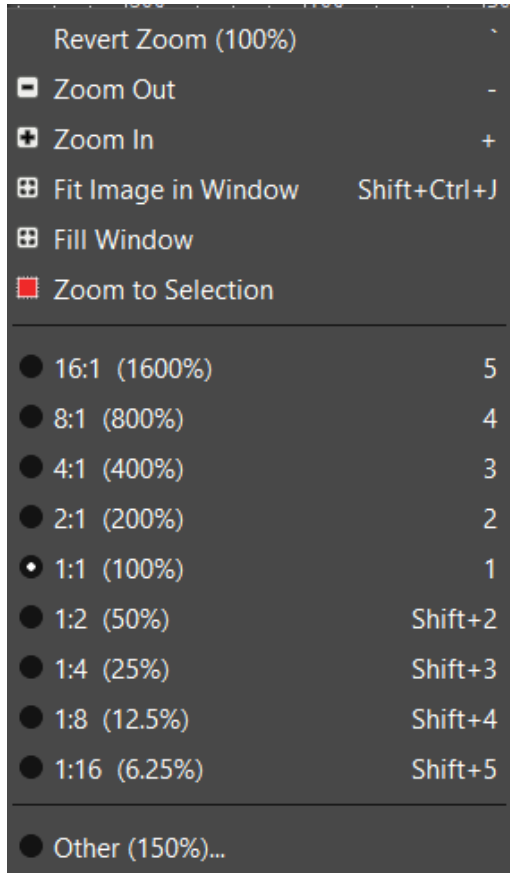 Revert Zoom (100%) `
Zoom Out -
Zoom In +
Fit Image in Window Shift+Ctrl+J
Fill Window
Zoom to Selection
16:1 (1600%) 5
8:1 (800%) 4
4:1 (400%) 3
2:1 (200%) 2
1:1 (100%) 1
1:2 (50%) Shift+2
1:4 (25%) Shift+3
1:8 (12.5%) Shift+4
1:16 (6.25%) Shift+5
Other (150%)...